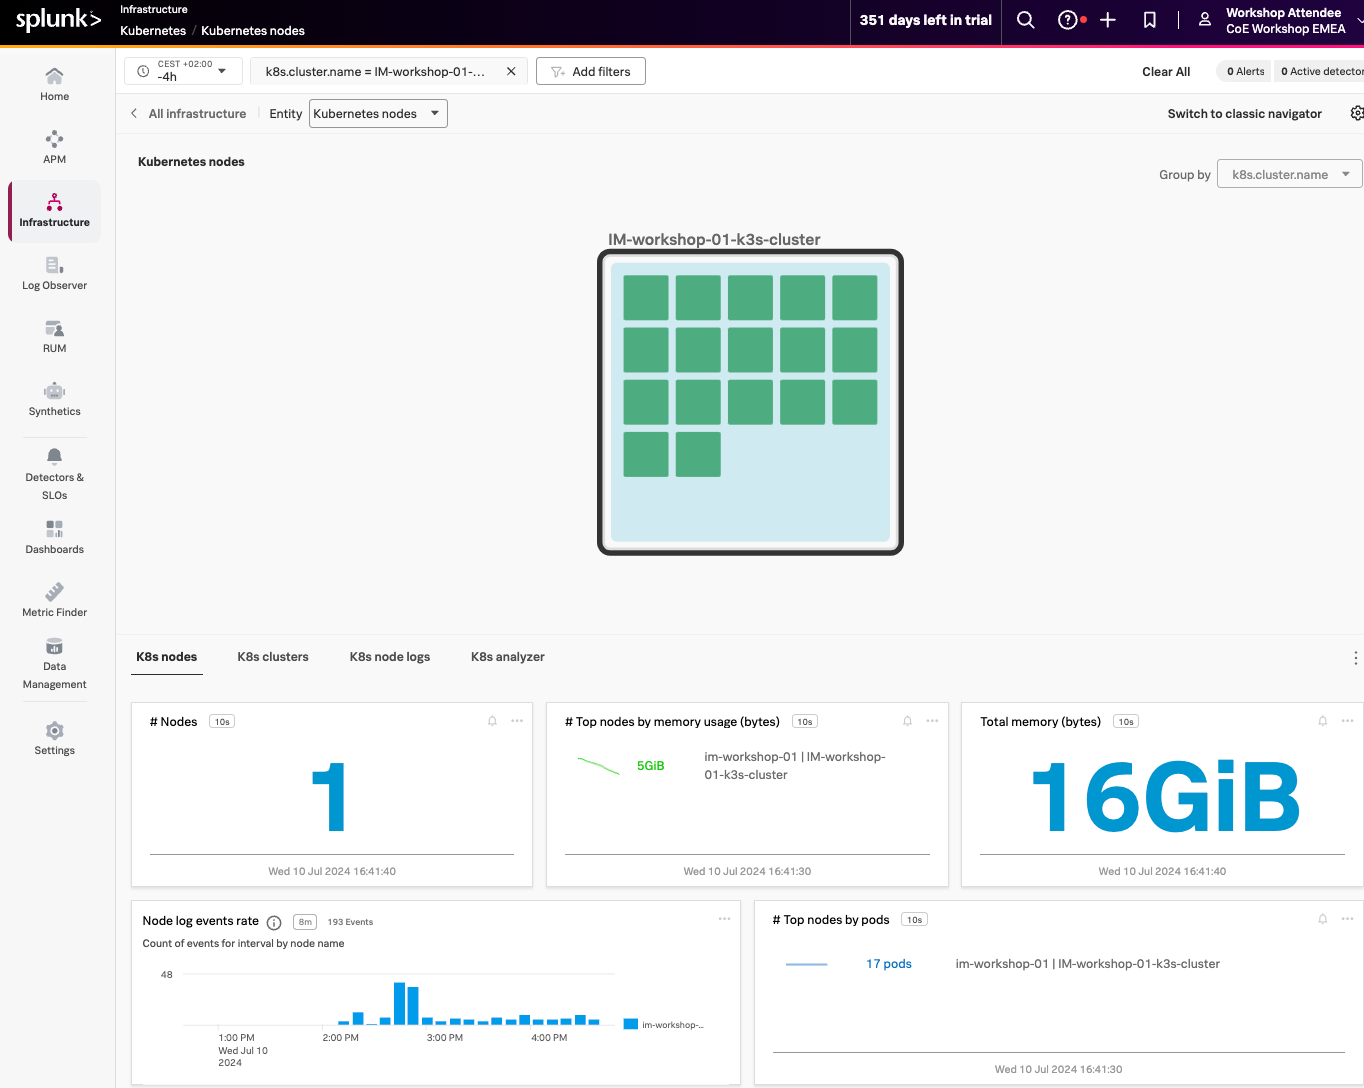 splunk>
Infrastructure
Kubernetes / Kubernetes nodes
351 days left in trial
Workshop Attendee
CoE Workshop EMEA
Home
APM
Infrastructure
Log Observer
RUM
Synthetics
Detectors &
SLOs
Dashboards
Metric Finder
Data
Management
Settings
CEST +02:00
-4h
k8s.cluster.name = IM-workshop-01-...
Add filters
Clear All
0 Alerts
0 Active detector
All infrastructure
Entity
Kubernetes nodes
Switch to classic navigator
Kubernetes nodes
Group by
k8s.cluster.name
IM-workshop-01-k3s-cluster
K8s nodes
K8s clusters
K8s node logs
K8s analyzer
# Nodes 10s
1
Wed 10 Jul 2024 16:41:40
# Top nodes by memory usage (bytes) 10s
5GiB
im-workshop-01 | IM-workshop-
01-k3s-cluster
Wed 10 Jul 2024 16:41:30
Total memory (bytes) 10s
16GiB
Wed 10 Jul 2024 16:41:40
Node log events rate 8m 193 Events
Count of events for interval by node name
48
1:00 PM 2:00 PM 3:00 PM 4:00 PM
Wed Jul 10
2024
im-workshop-...
# Top nodes by pods 10s
17 pods
im-workshop-01 | IM-workshop-01-k3s-cluster
Wed 10 Jul 2024 16:41:30